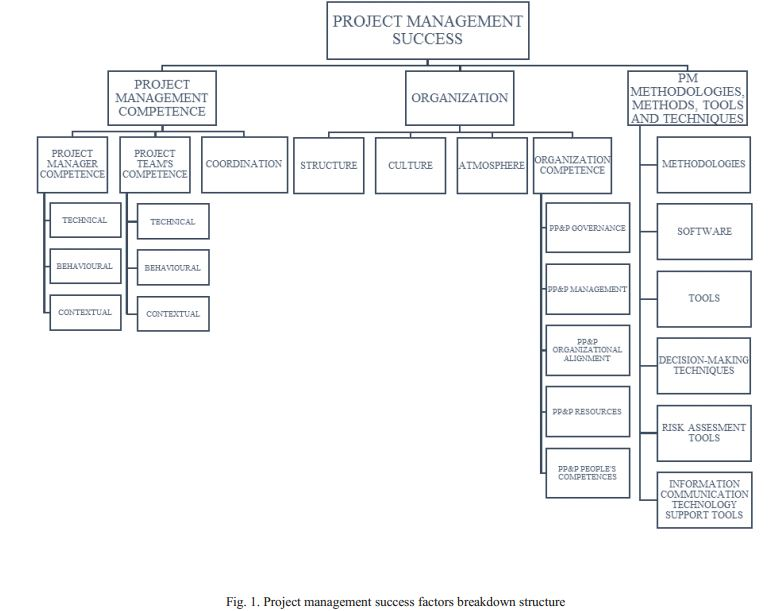 PROJECT MANAGEMENT
SUCCESS
PROJECT
MANAGEMENT
COMPETENCE
ORGANIZATION
PM
METHODOLOGIES,
METHODS, TOOLS
AND TECHNIQUES
PROJECT
MANAGER
COMPETENCE
PROJECT
TEAMS
COMPETENCE
COORDINATION
STRUCTURE
CULTURE
ATMOSPHERE
ORGANIZATION
COMPETENCE
METHODOLOGIES
TECHNICAL
BEHAVIOURAL
CONTEXTUAL
TECHNICAL
BEHAVIOURAL
CONTEXTUAL
PP&P GOVERNANCE
PP&P MANAGEMENT
PP&P
ORGANIZATIONAL
ALIGNMENT
PP&P RESOURCES
PP&P PEOPLE'S
COMPETENCES
SOFTWARE
TOOLS
DECISION-MAKING
TECHNIQUES
RISK ASSESMENT
TOOLS
INFORMATION
COMMUNICATION
TECHNOLOGY
SUPPORT TOOLS
Fig. 1. Project management success factors breakdown structure